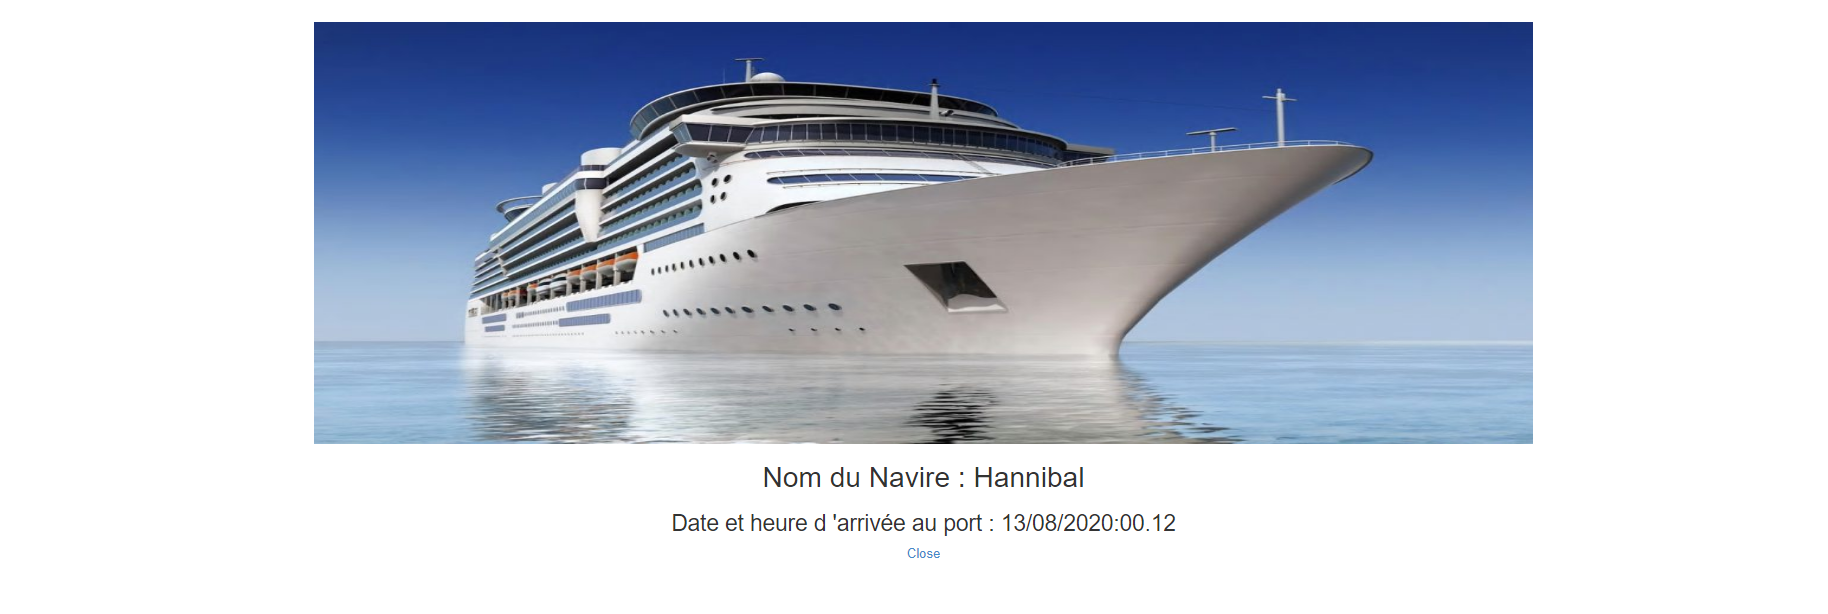 Nom du Navire : Hannibal
Date et heure d 'arrivée au port : 13/08/2020:00.12
Close